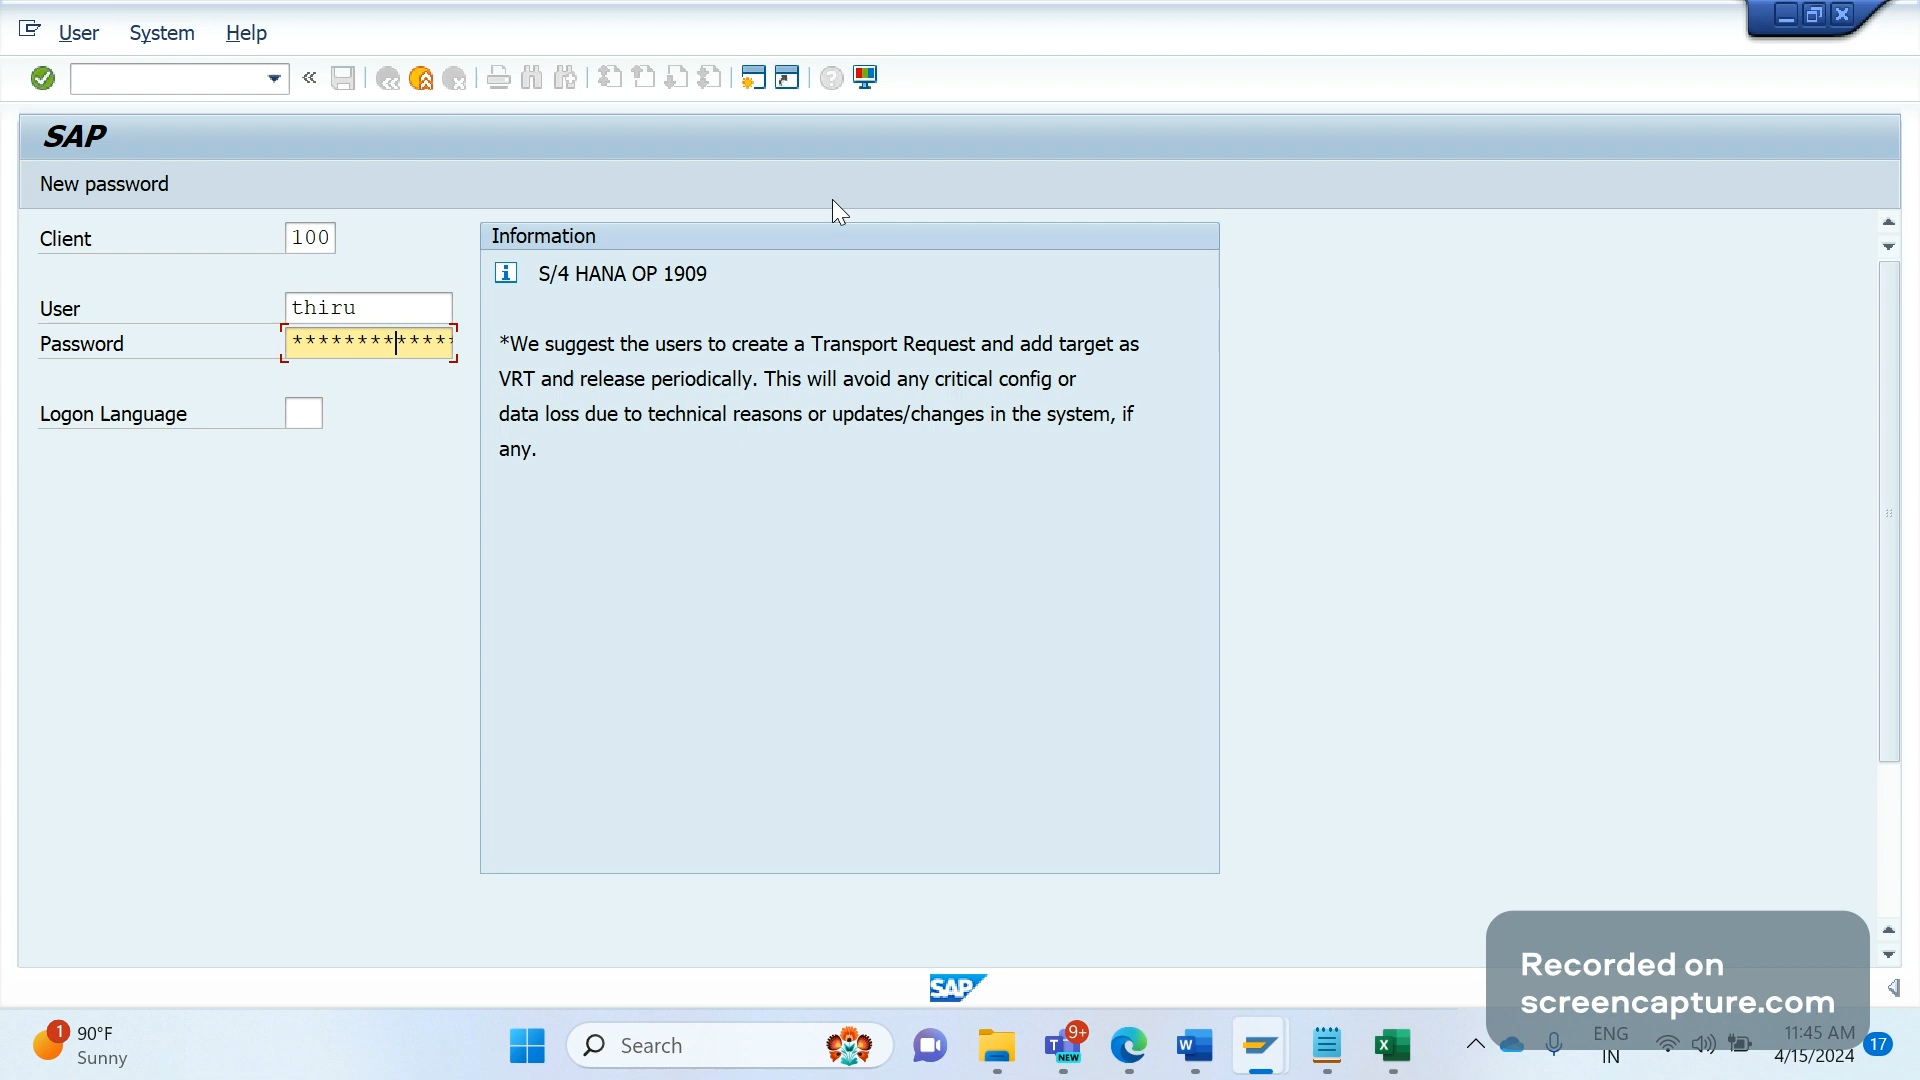 User System Help
SAP
New password
Client 100
User thiru
Password *************
Logon Language
Information
S/4 HANA OP 1909
*We suggest the users to create a Transport Request and add target as
VRT and release periodically. This will avoid any critical config or
data loss due to technical reasons or updates/changes in the system, if
any.
SAP
Recorded on
screencapture.com
1 90°F
Sunny
Search
9+
T
NEW
W
X
ENG
IN
11:45 AM
4/15/2024
17